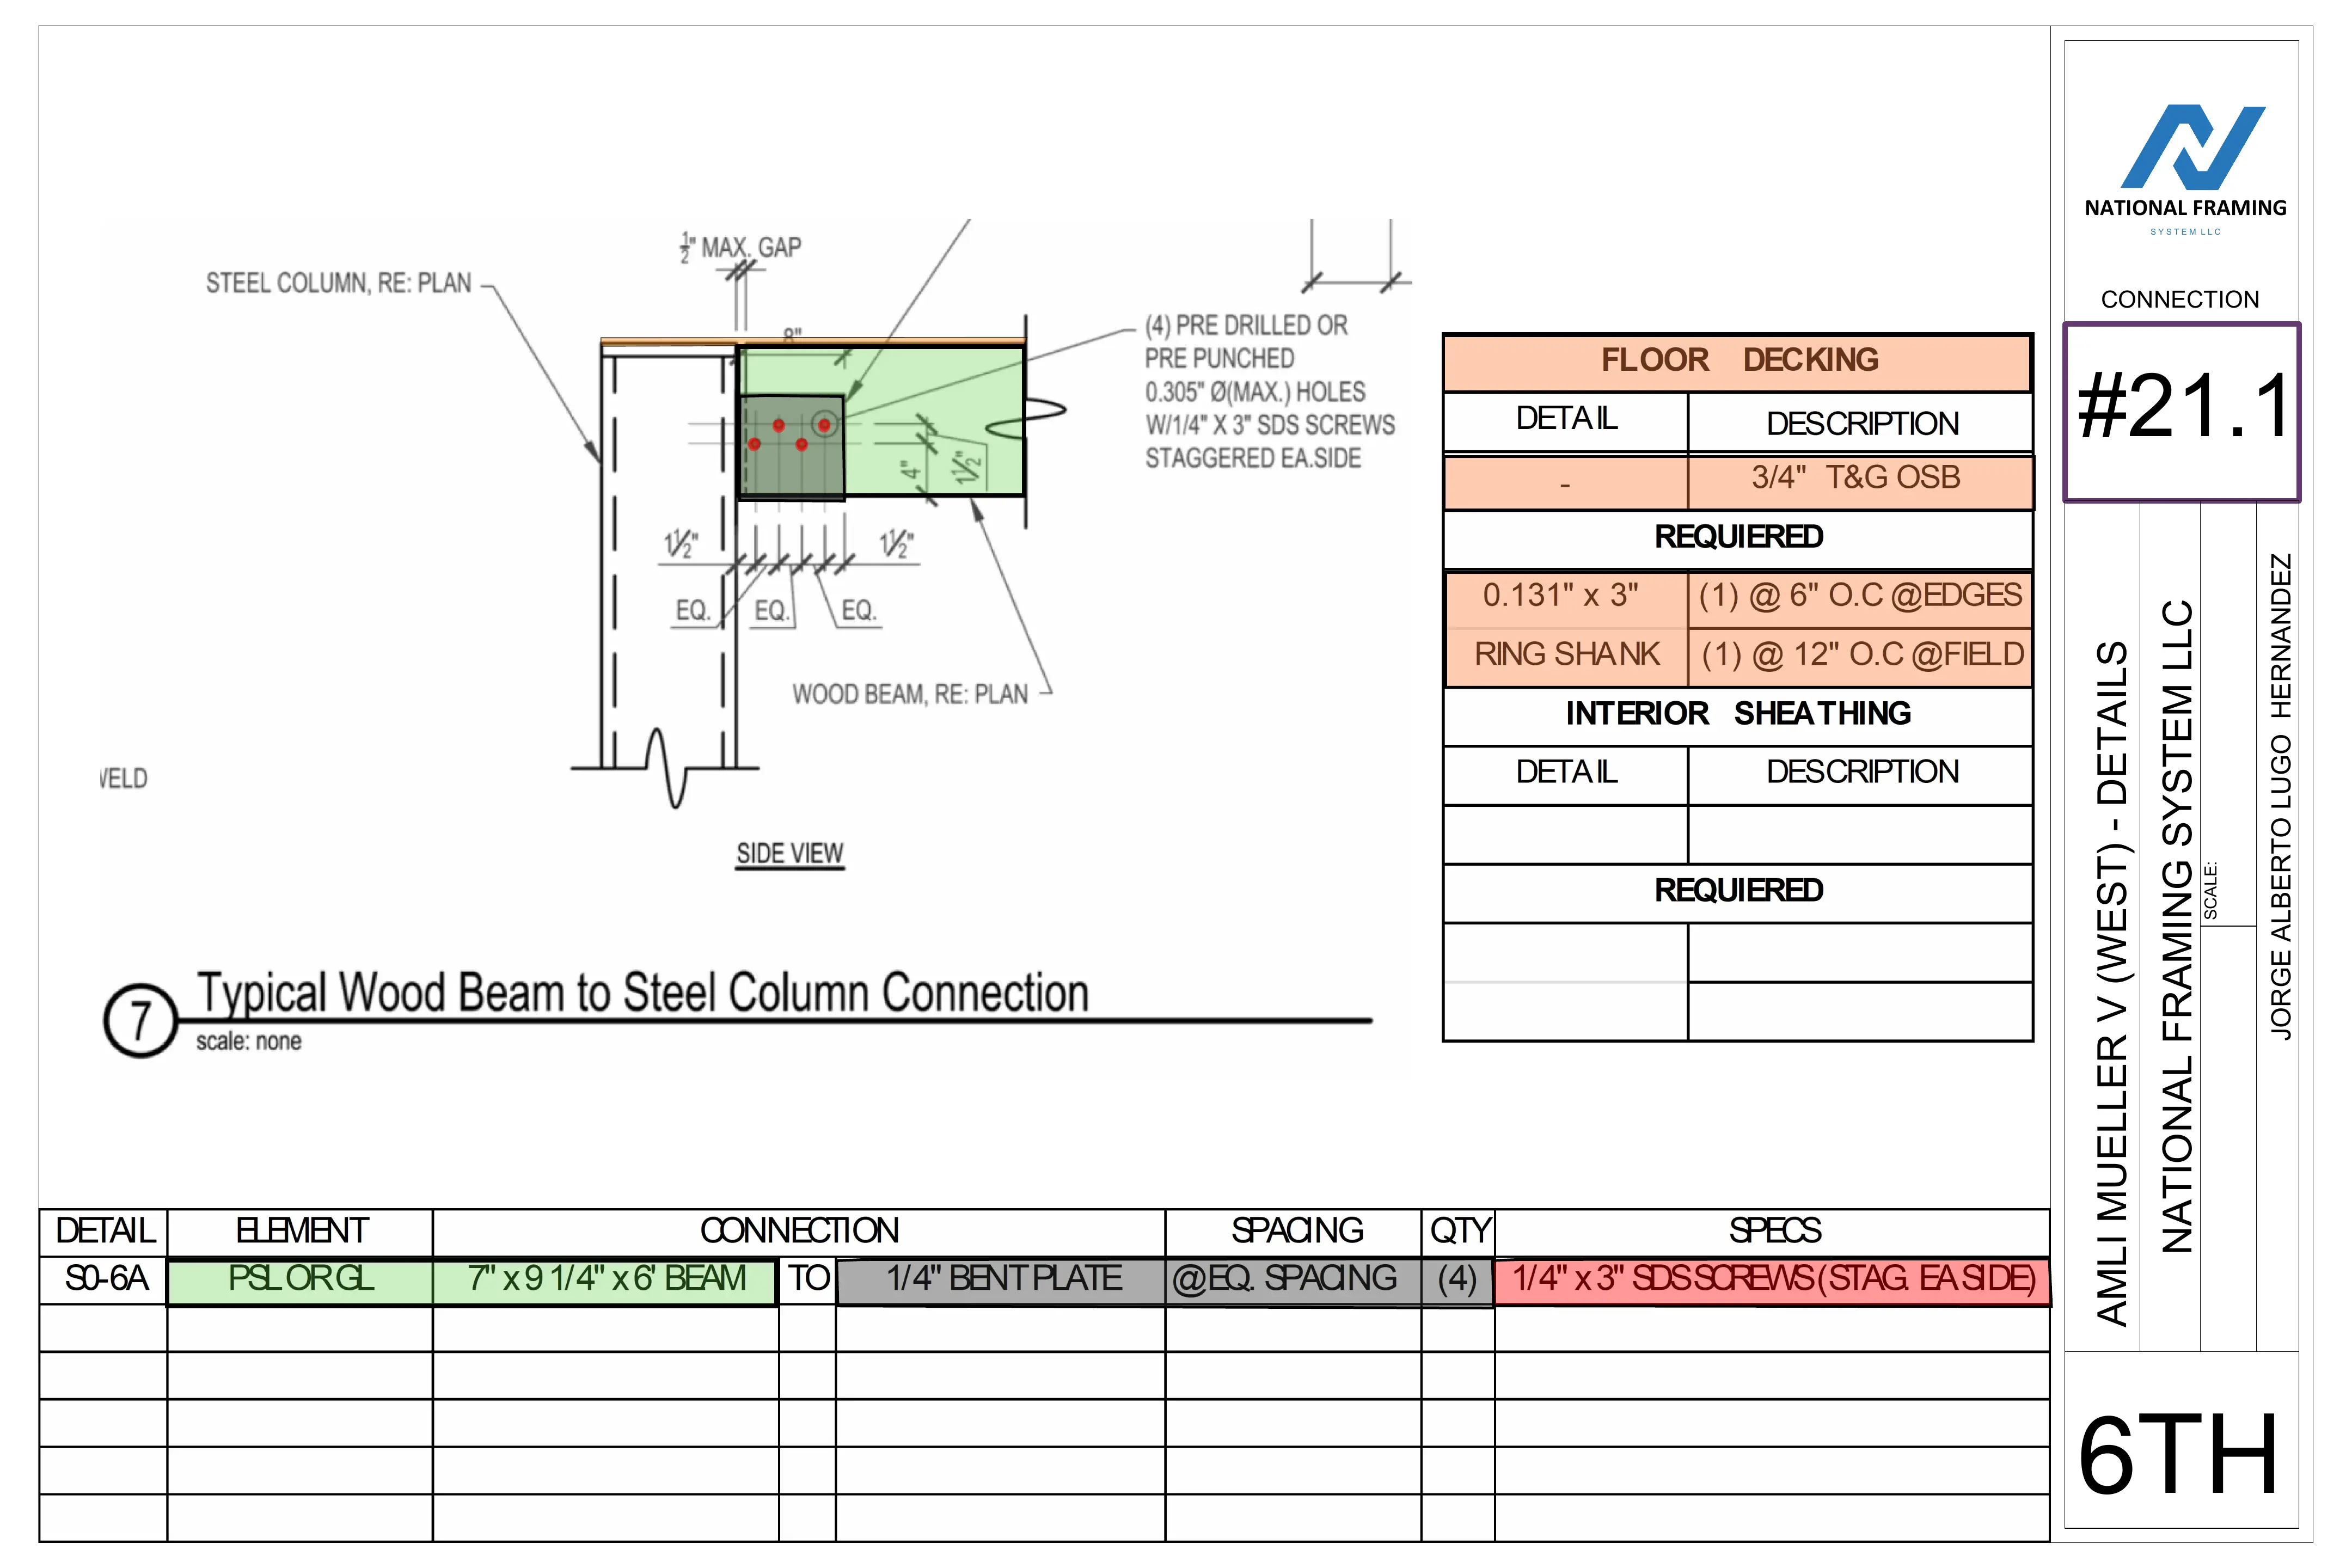 1/2" MAX. GAP
STEEL COLUMN, RE: PLAN
8"
(4) PRE DRILLED OR
PRE PUNCHED
0.305" Ø(MAX.) HOLES
W/1/4" X 3" SDS SCREWS
STAGGERED EA.SIDE
4"
1 1/2"
1 1/2"
1 1/2"
EQ.
EQ.
EQ.
WOOD BEAM, RE: PLAN
WELD
SIDE VIEW
7
Typical Wood Beam to Steel Column Connection
scale: none
FLOOR DECKING
DETAIL DESCRIPTION
- 3/4" T&G OSB
REQUIERED
0.131" x 3" (1) @ 6" O.C @EDGES
RING SHANK (1) @ 12" O.C @FIELD
INTERIOR SHEATHING
DETAIL DESCRIPTION
REQUIERED
DETAIL ELEMENT CONNECTION SPACING QTY SPECS
S0-6A PSL OR GL 7" x 9 1/4" x 6' BEAM TO 1/4" BENT PLATE @EQ. SPACING (4) 1/4" x 3" SDS SCREWS (STAG. EA SIDE)
NATIONAL FRAMING
SYSTEM LLC
CONNECTION
#21.1
AMLI MUELLER V (WEST) - DETAILS
NATIONAL FRAMING SYSTEM LLC
SCALE:
JORGE ALBERTO LUGO HERNANDEZ
6TH